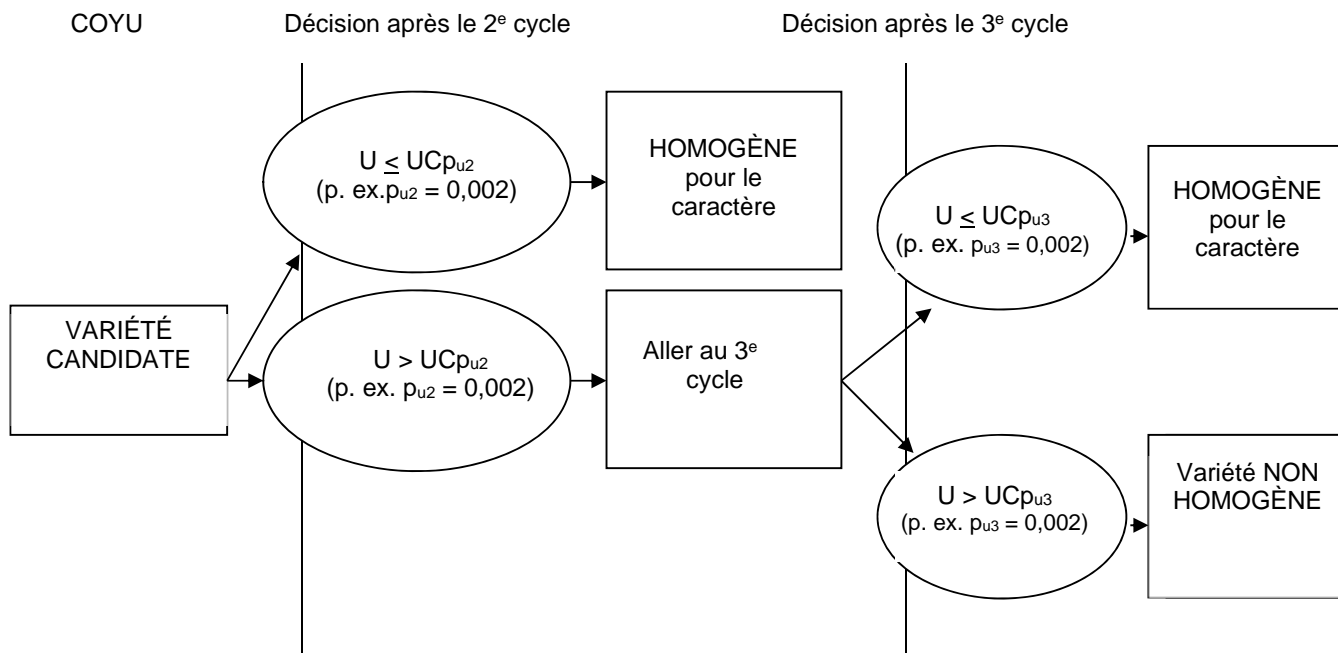 COYU
Décision après le 2ᵉ cycle
Décision après le 3ᵉ cycle
U ≤ UCpᵤ₂
(p. ex.pᵤ₂ = 0,002)
HOMOGÈNE
pour le
caractère
U ≤ UCpᵤ₃
(p. ex. pᵤ₃ = 0,002)
HOMOGÈNE
pour le
caractère
VARIÉTÉ
CANDIDATE
U > UCpᵤ₂
(p. ex. pᵤ₂ = 0,002)
Aller au 3ᵉ
cycle
U > UCpᵤ₃
(p. ex. pᵤ₃ = 0,002)
Variété NON
HOMOGÈNE